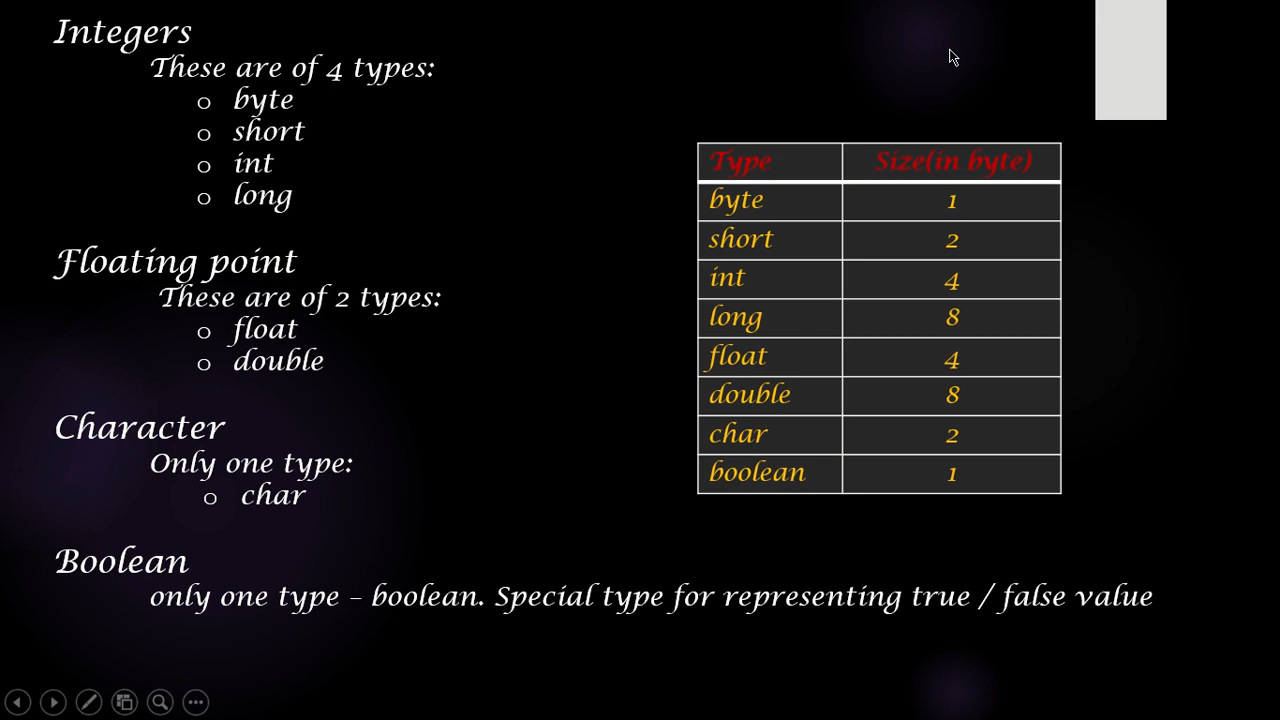 Integers
These are of 4 types:
o byte
o short
o int
o long
Floating point
These are of 2 types:
o float
o double
Character
Only one type:
o char
Boolean
only one type – boolean. Special type for representing true / false value
Type Size(in byte)
byte 1
short 2
int 4
long 8
float 4
double 8
char 2
boolean 1